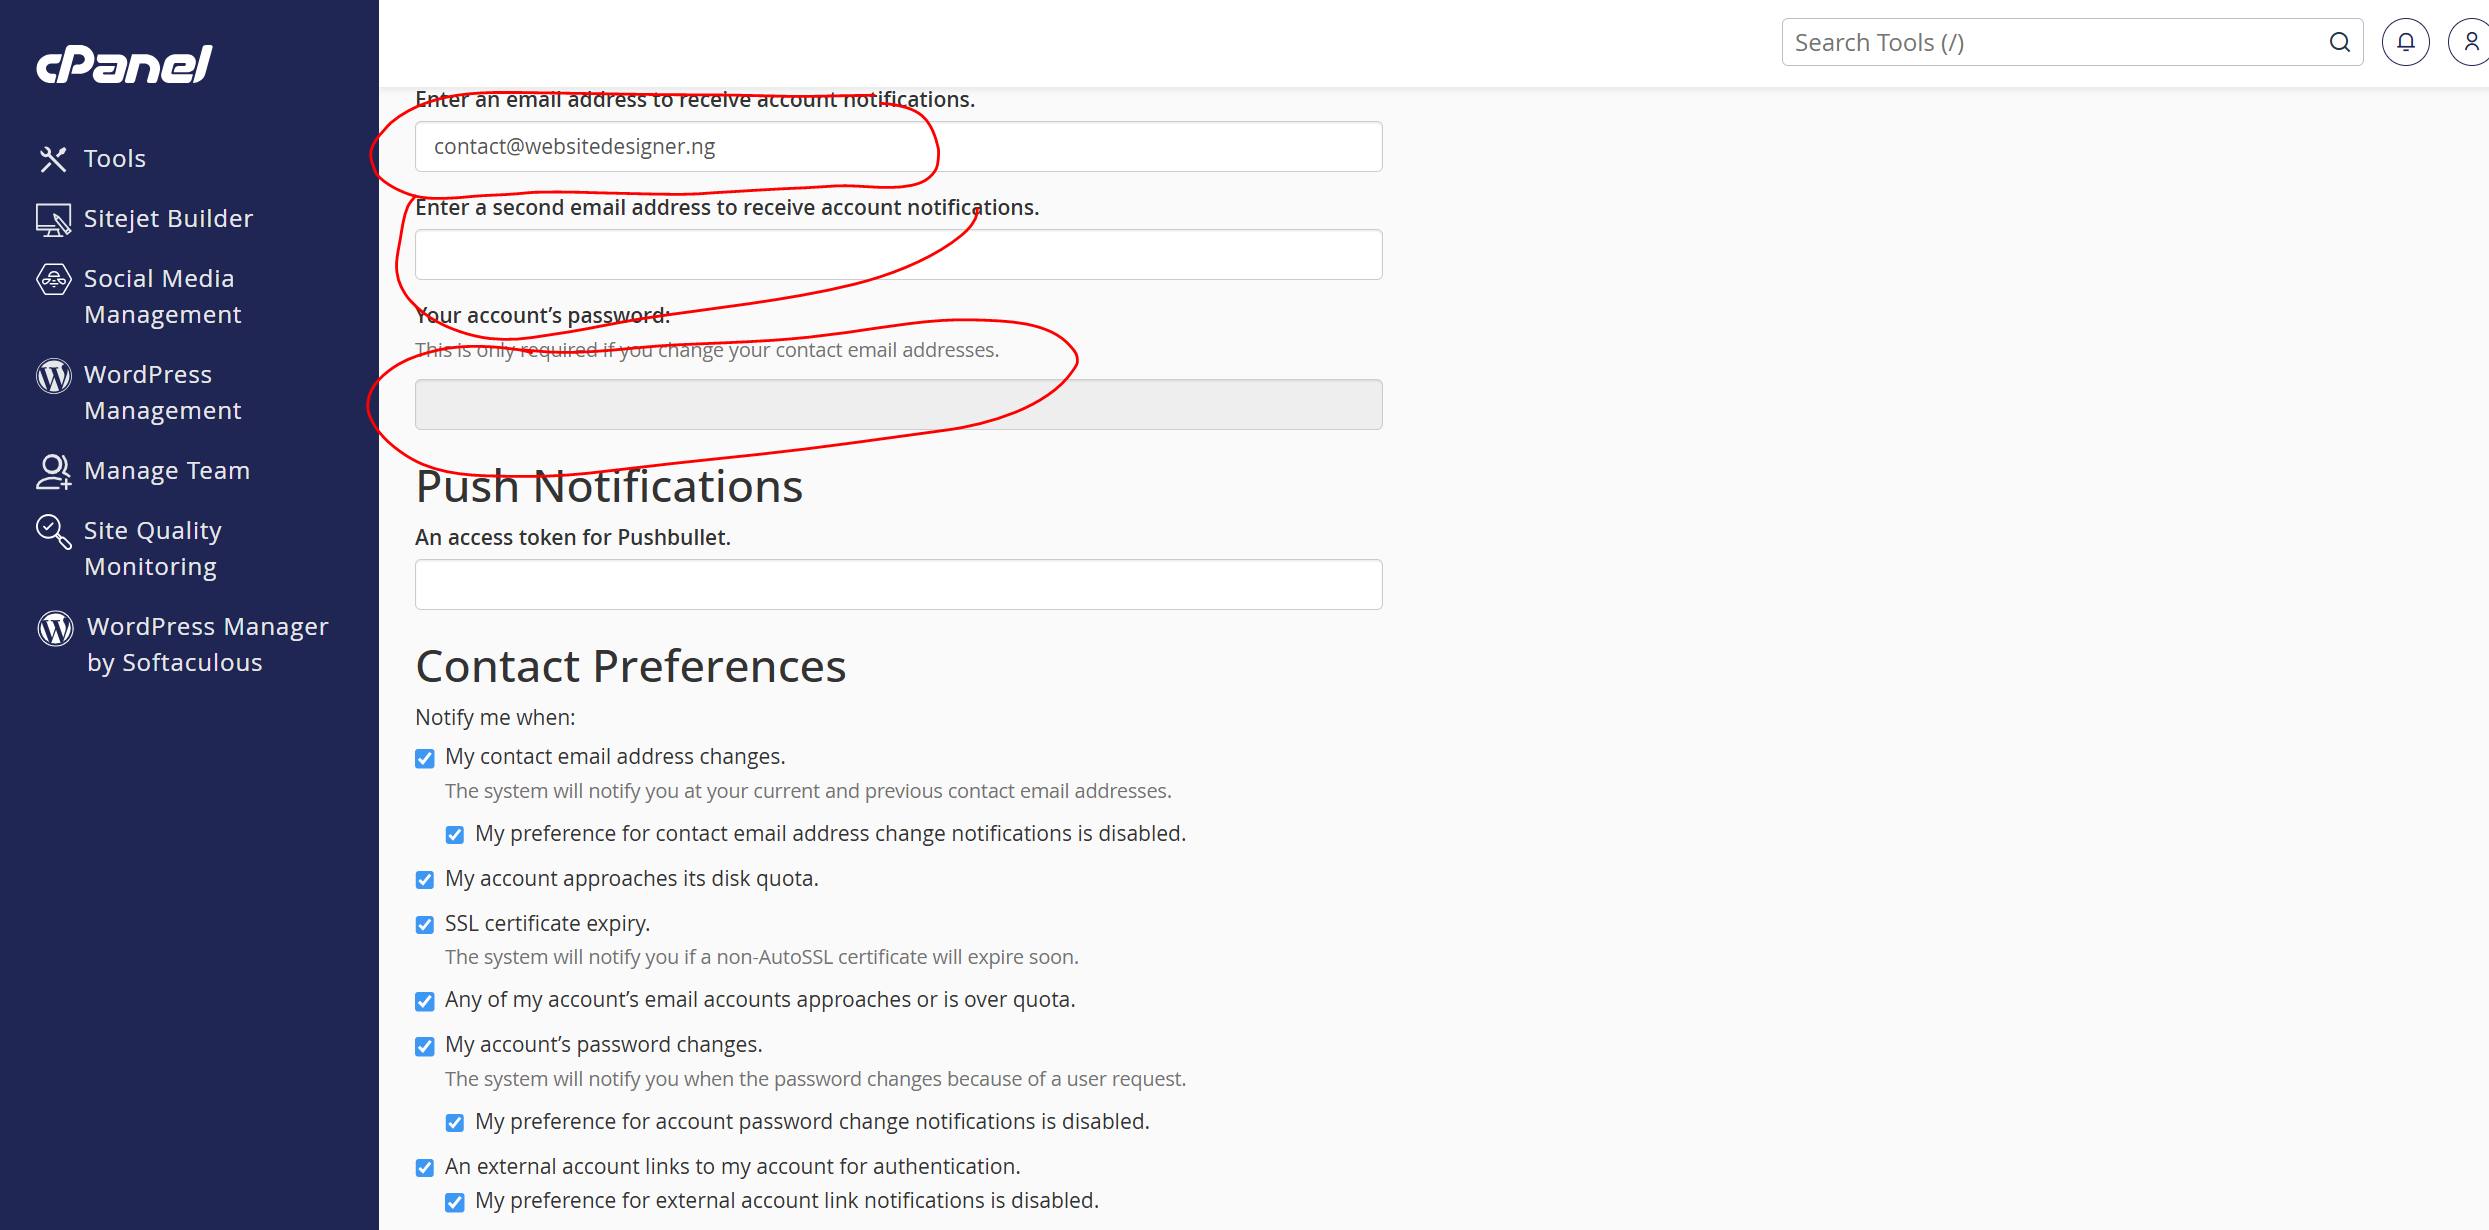 cPanel
Search Tools (/)
Tools
Sitejet Builder
Social Media
Management
WordPress
Management
Manage Team
Site Quality
Monitoring
WordPress Manager
by Softaculous
Enter an email address to receive account notifications.
contact@websitedesigner.ng
Enter a second email address to receive account notifications.
Your account’s password:
This is only required if you change your contact email addresses.
Push Notifications
An access token for Pushbullet.
Contact Preferences
Notify me when:
My contact email address changes.
The system will notify you at your current and previous contact email addresses.
My preference for contact email address change notifications is disabled.
My account approaches its disk quota.
SSL certificate expiry.
The system will notify you if a non-AutoSSL certificate will expire soon.
Any of my account’s email accounts approaches or is over quota.
My account’s password changes.
The system will notify you when the password changes because of a user request.
My preference for account password change notifications is disabled.
An external account links to my account for authentication.
My preference for external account link notifications is disabled.